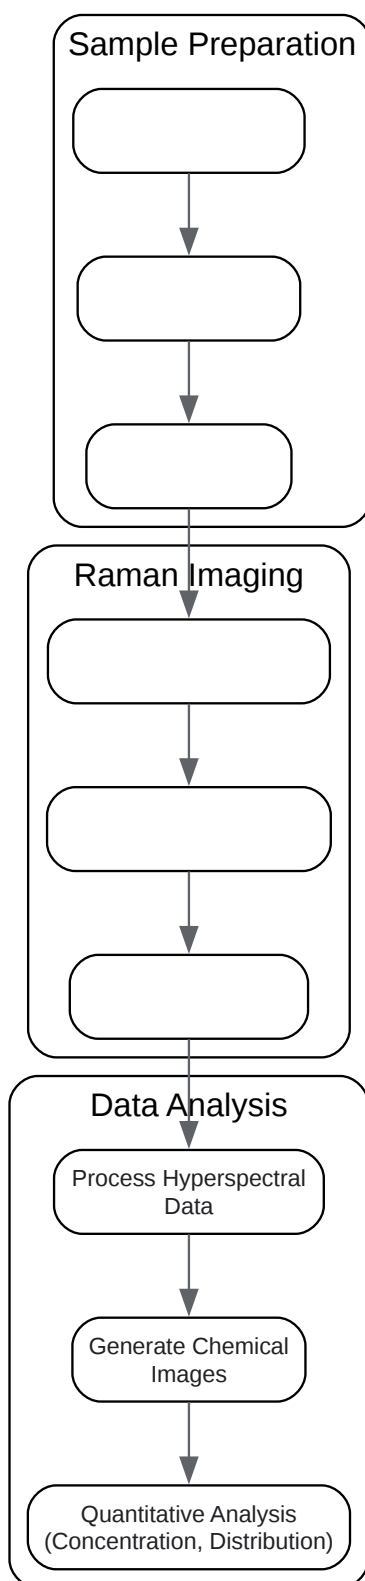 Sample Preparation
Raman Imaging
Data Analysis
Process Hyperspectral
Data
Generate Chemical
Images
Quantitative Analysis
(Concentration, Distribution)